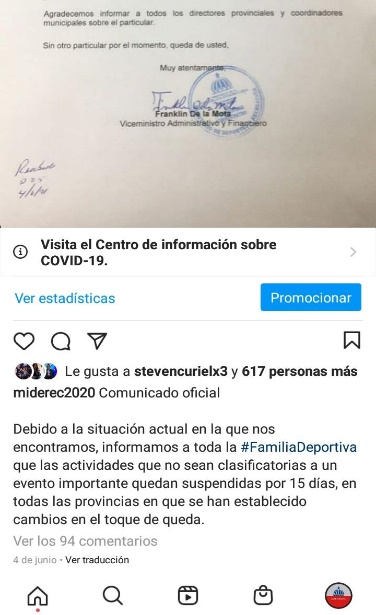 Agradecemos informar a todos los directores provinciales y coordinadores
municipales sobre el particular.
Sin otro particular por el momento, queda de usted,
Muy atentamente,
Franklin De la Mota
Viceministro Administrativo y Financiero
4/6/21
Visita el Centro de información sobre
COVID-19.
Ver estadísticas
Promocionar
Le gusta a stevencurielx3 y 617 personas más
miderec2020 Comunicado oficial
Debido a la situación actual en la que nos
encontramos, informamos a toda la #FamiliaDeportiva
que las actividades que no sean clasificatorias a un
evento importante quedan suspendidas por 15 días, en
todas las provincias en que se han establecido
cambios en el toque de queda.
Ver los 94 comentarios
4 de junio • Ver traducción